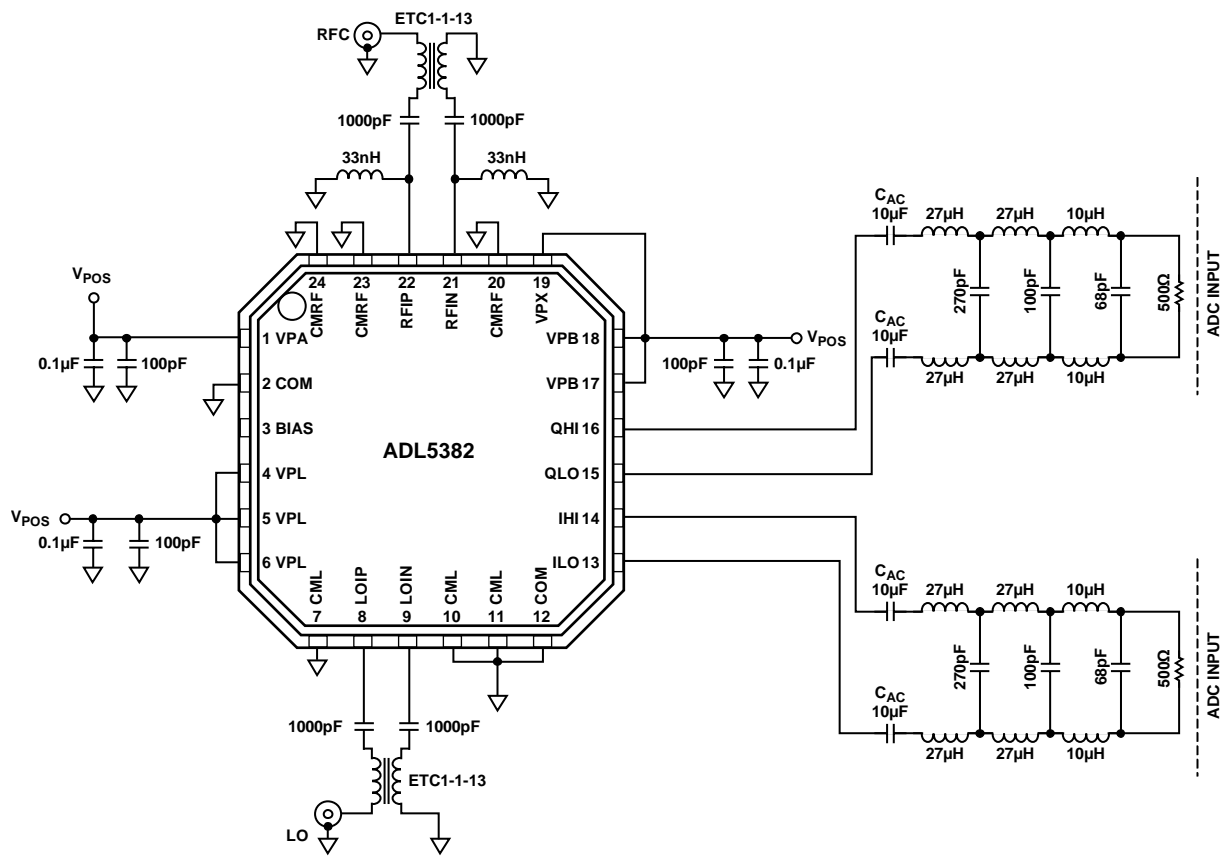 ETC1-1-13
RFC
1000pF
1000pF
33nH
33nH
24
23
22
21
20
19
CMRF
CMRF
RFIP
RFIN
CMRF
VPX
VPOS
1 VPA
0.1µF
100pF
2 COM
3 BIAS
4 VPL
VPOS
5 VPL
0.1µF
100pF
6 VPL
ADL5382
VPB 18
VPOS
100pF
0.1µF
VPB 17
QHI 16
QLO 15
IHI 14
ILO 13
CML
LOIP
LOIN
CML
CML
COM
7
8
9
10
11
12
1000pF
1000pF
ETC1-1-13
LO
CAC
10µF
27µH
27µH
10µH
270pF
100pF
68pF
500Ω
ADC INPUT
CAC
10µF
27µH
27µH
10µH
CAC
10µF
27µH
27µH
10µH
270pF
100pF
68pF
500Ω
ADC INPUT
CAC
10µF
27µH
27µH
10µH